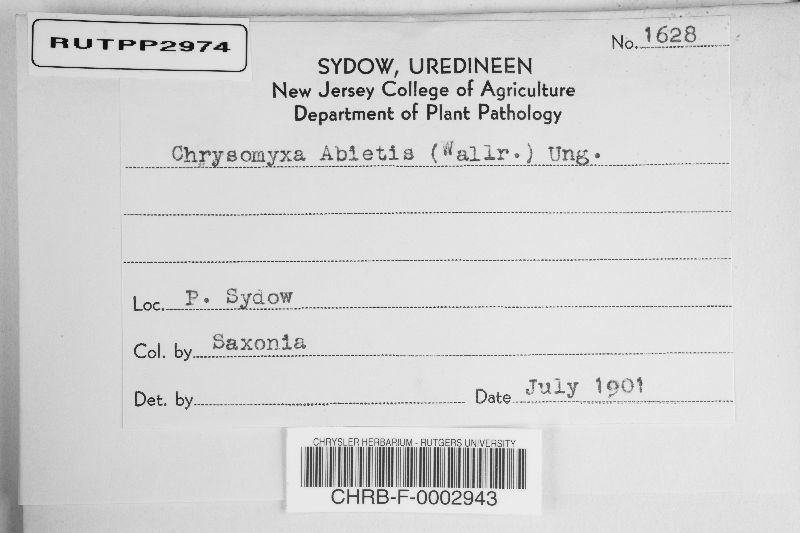 RUTPP2974
No. 1628
SYDOW, UREDINEEN
New Jersey College of Agriculture
Department of Plant Pathology
Chrysomyxa Abietis (Wallr.) Ung.
Loc. P. Sydow
Col. by Saxonia
Det. by Date July 1901
CHRYSLER HERBARIUM - RUTGERS UNIVERSITY
CHRB-F-0002943